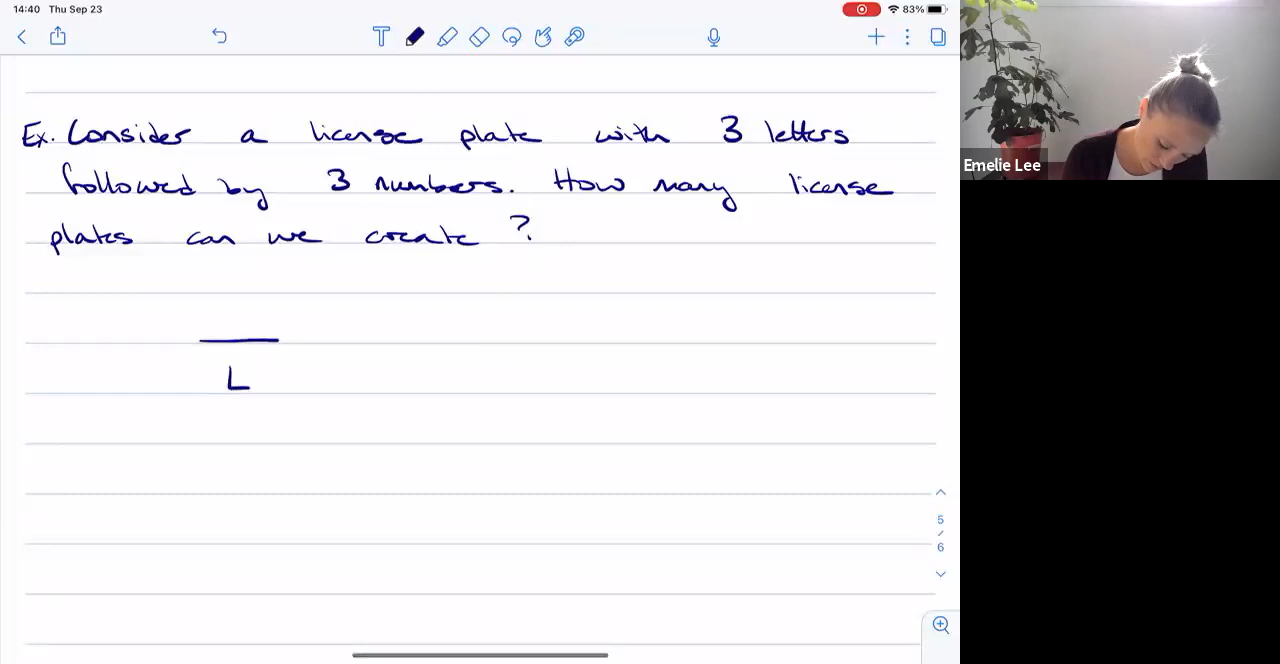 14:40 Thu Sep 23
83%
Ex. Consider a license plate with 3 letters
followed by 3 numbers. How many license
plates can we create ?
L
5
6
Emelie Lee